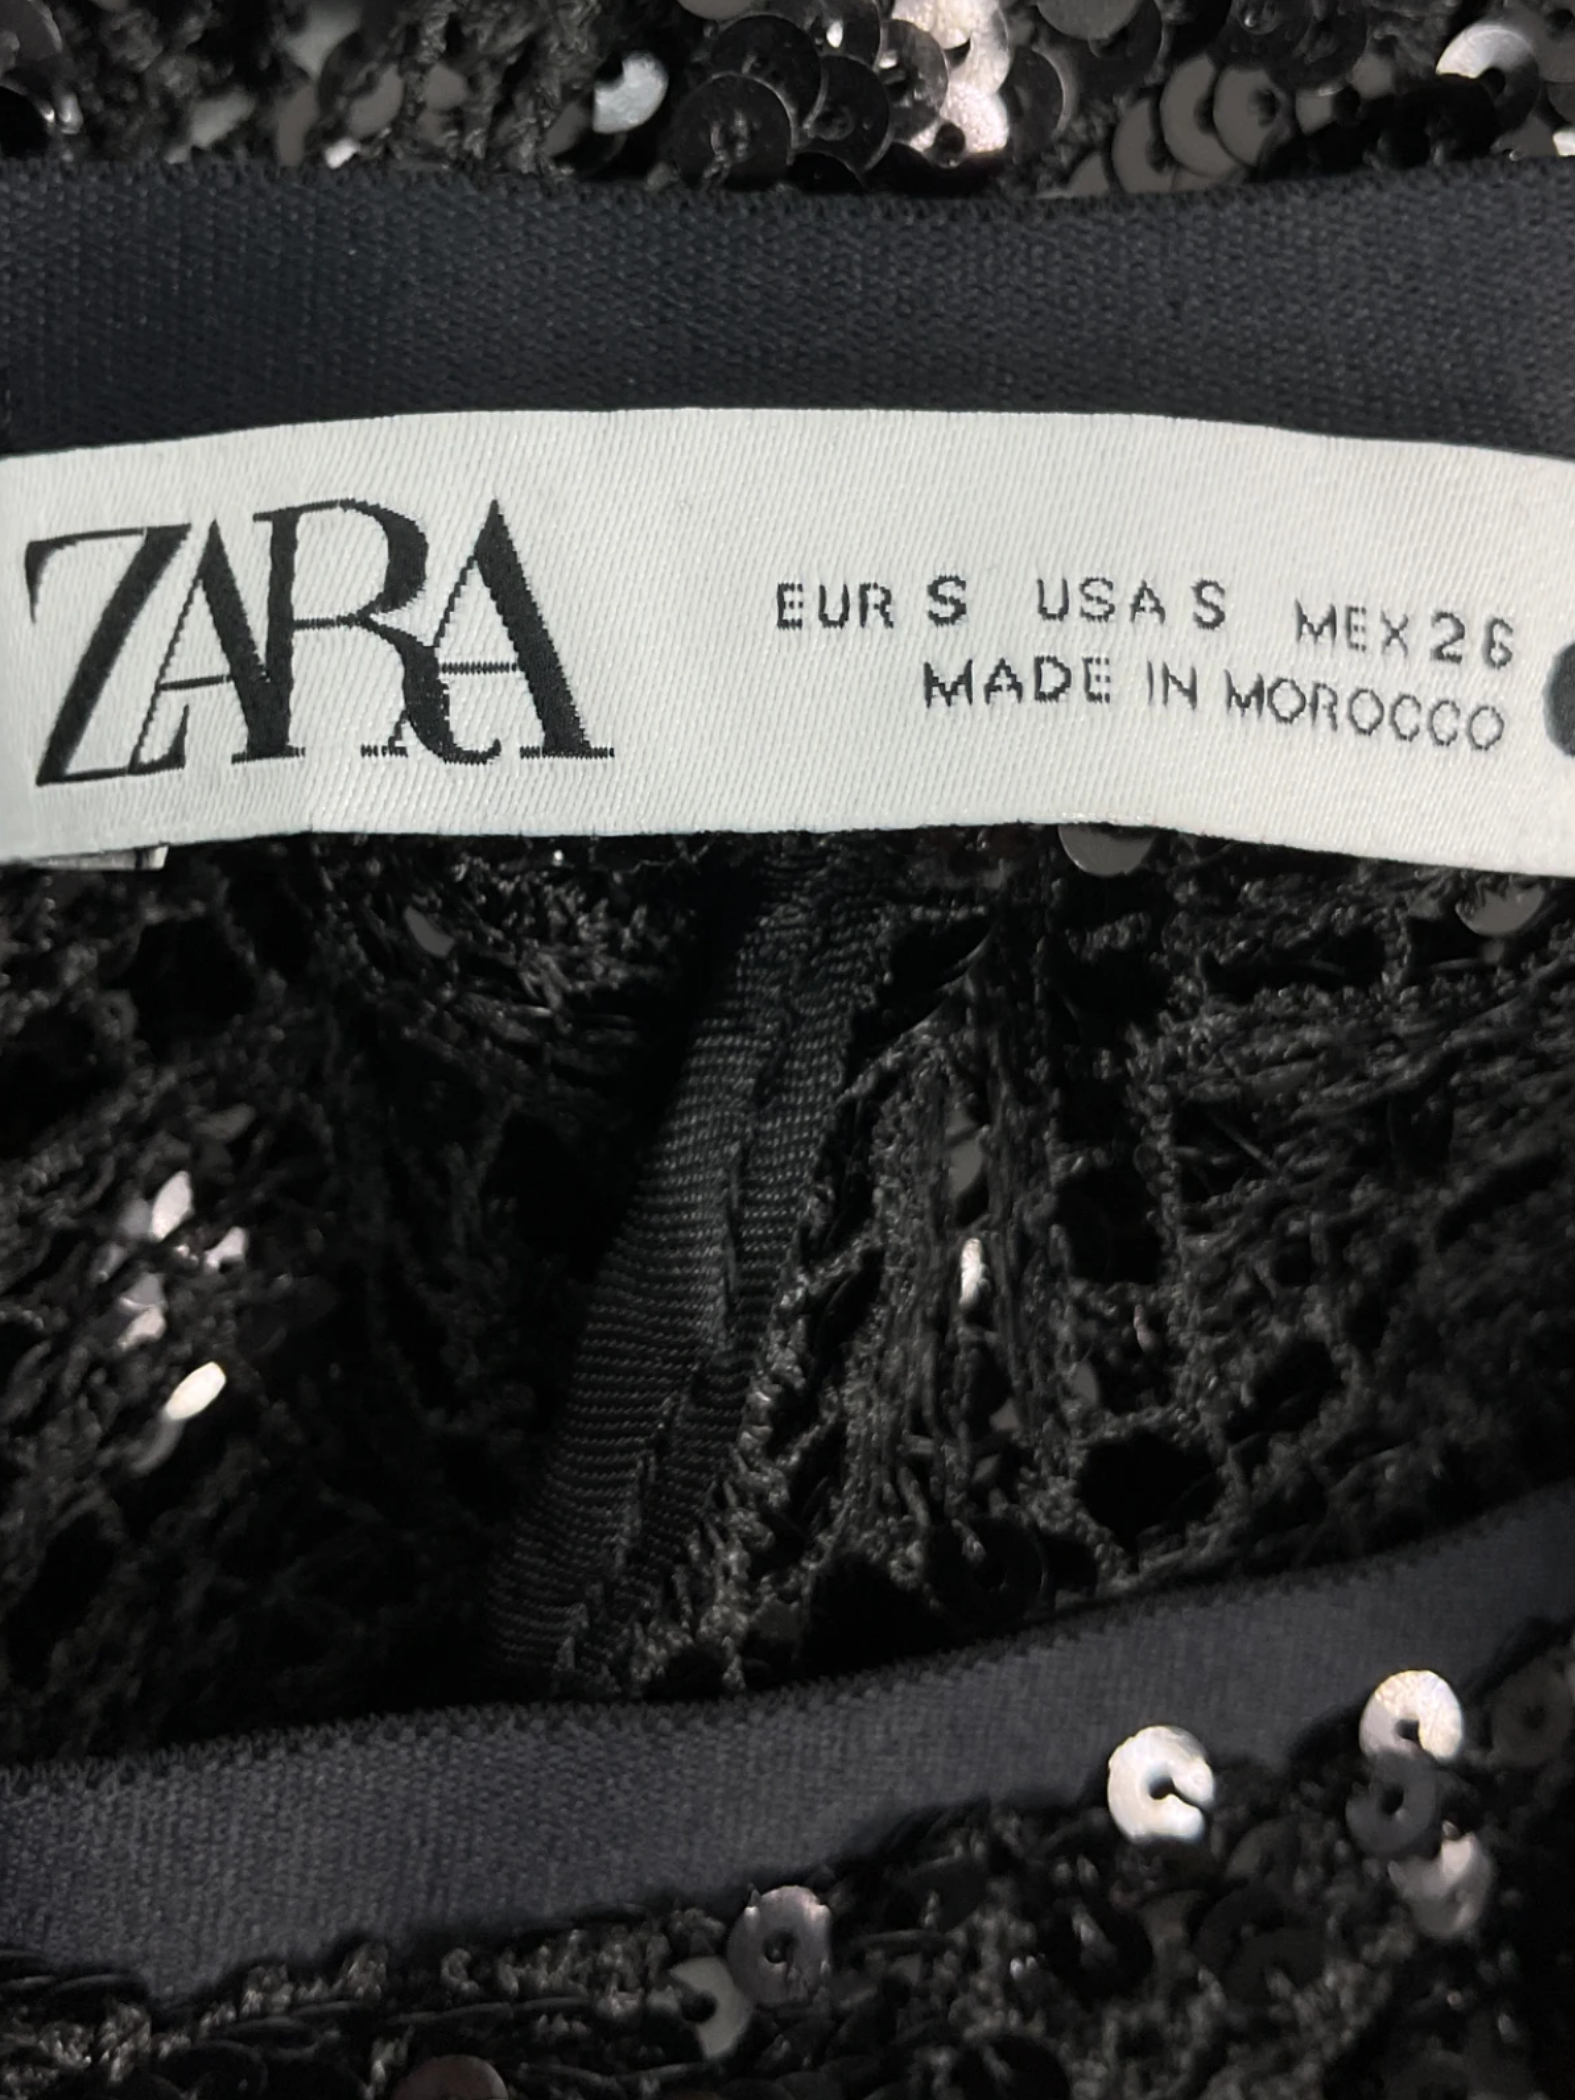 ZARA
EUR S USA S MEX 26
MADE IN MOROCCO